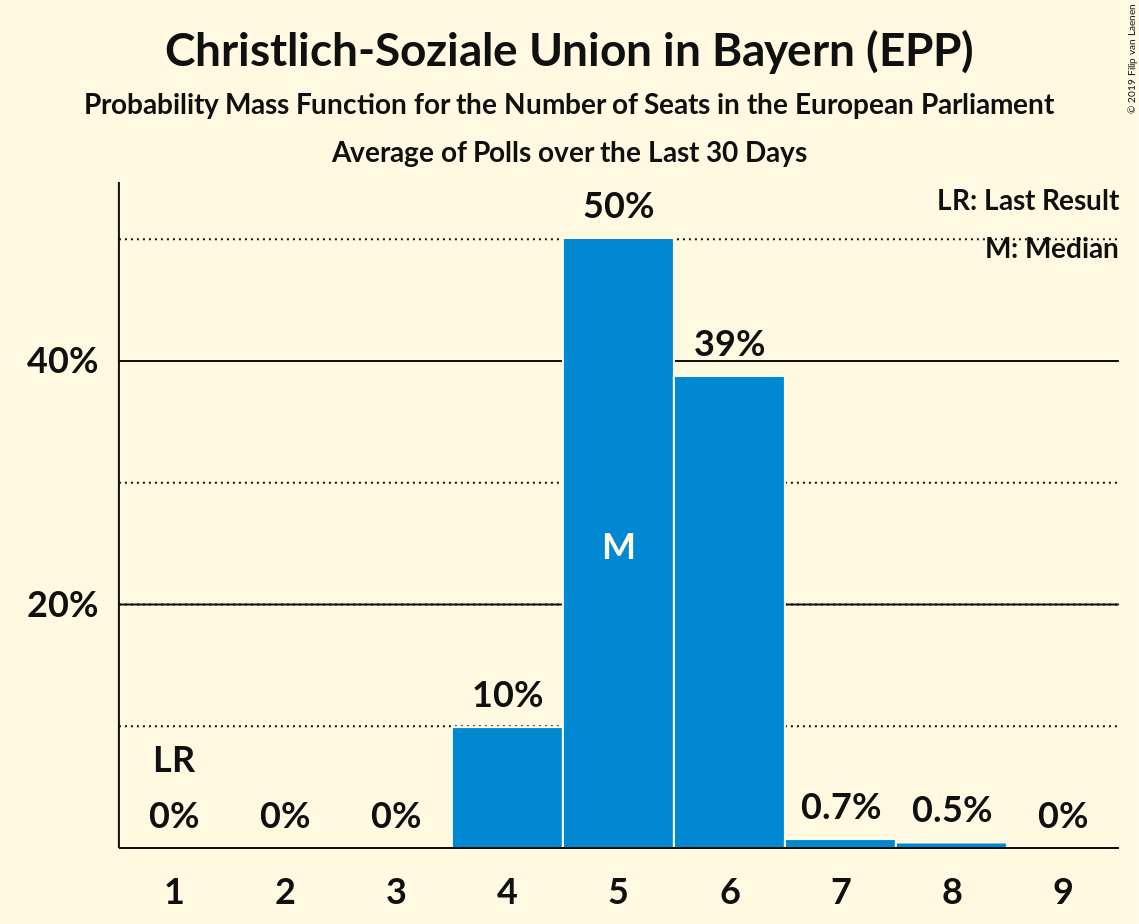 Christlich-Soziale Union in Bayern (EPP)
Probability Mass Function for the Number of Seats in the European Parliament
Average of Polls over the Last 30 Days
© 2019 Filip van Laenen
LR: Last Result
M: Median
50%
39%
40%
M
20%
10%
LR
0%
0%
0%
0.7%
0.5%
0%
1 2 3 4 5 6 7 8 9